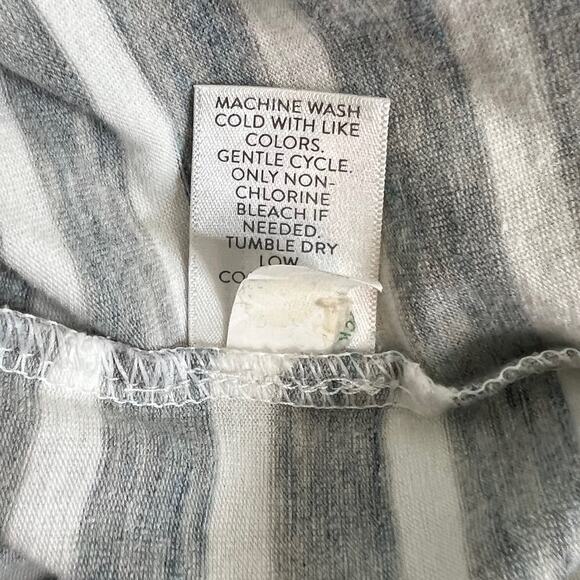 MACHINE WASH
COLD WITH LIKE
COLORS.
GENTLE CYCLE.
ONLY NON-
CHLORINE
BLEACH IF
NEEDED.
TUMBLE DRY
LOW